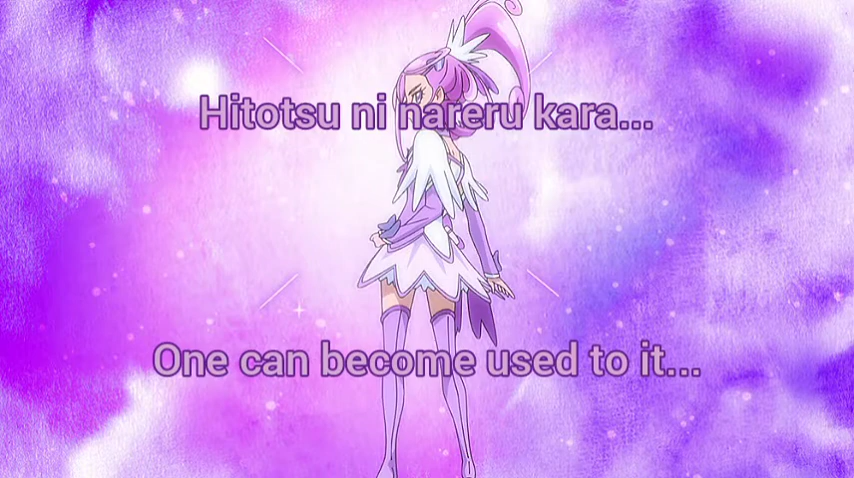 Hitotsu ni nareru kara...
One can become used to it...